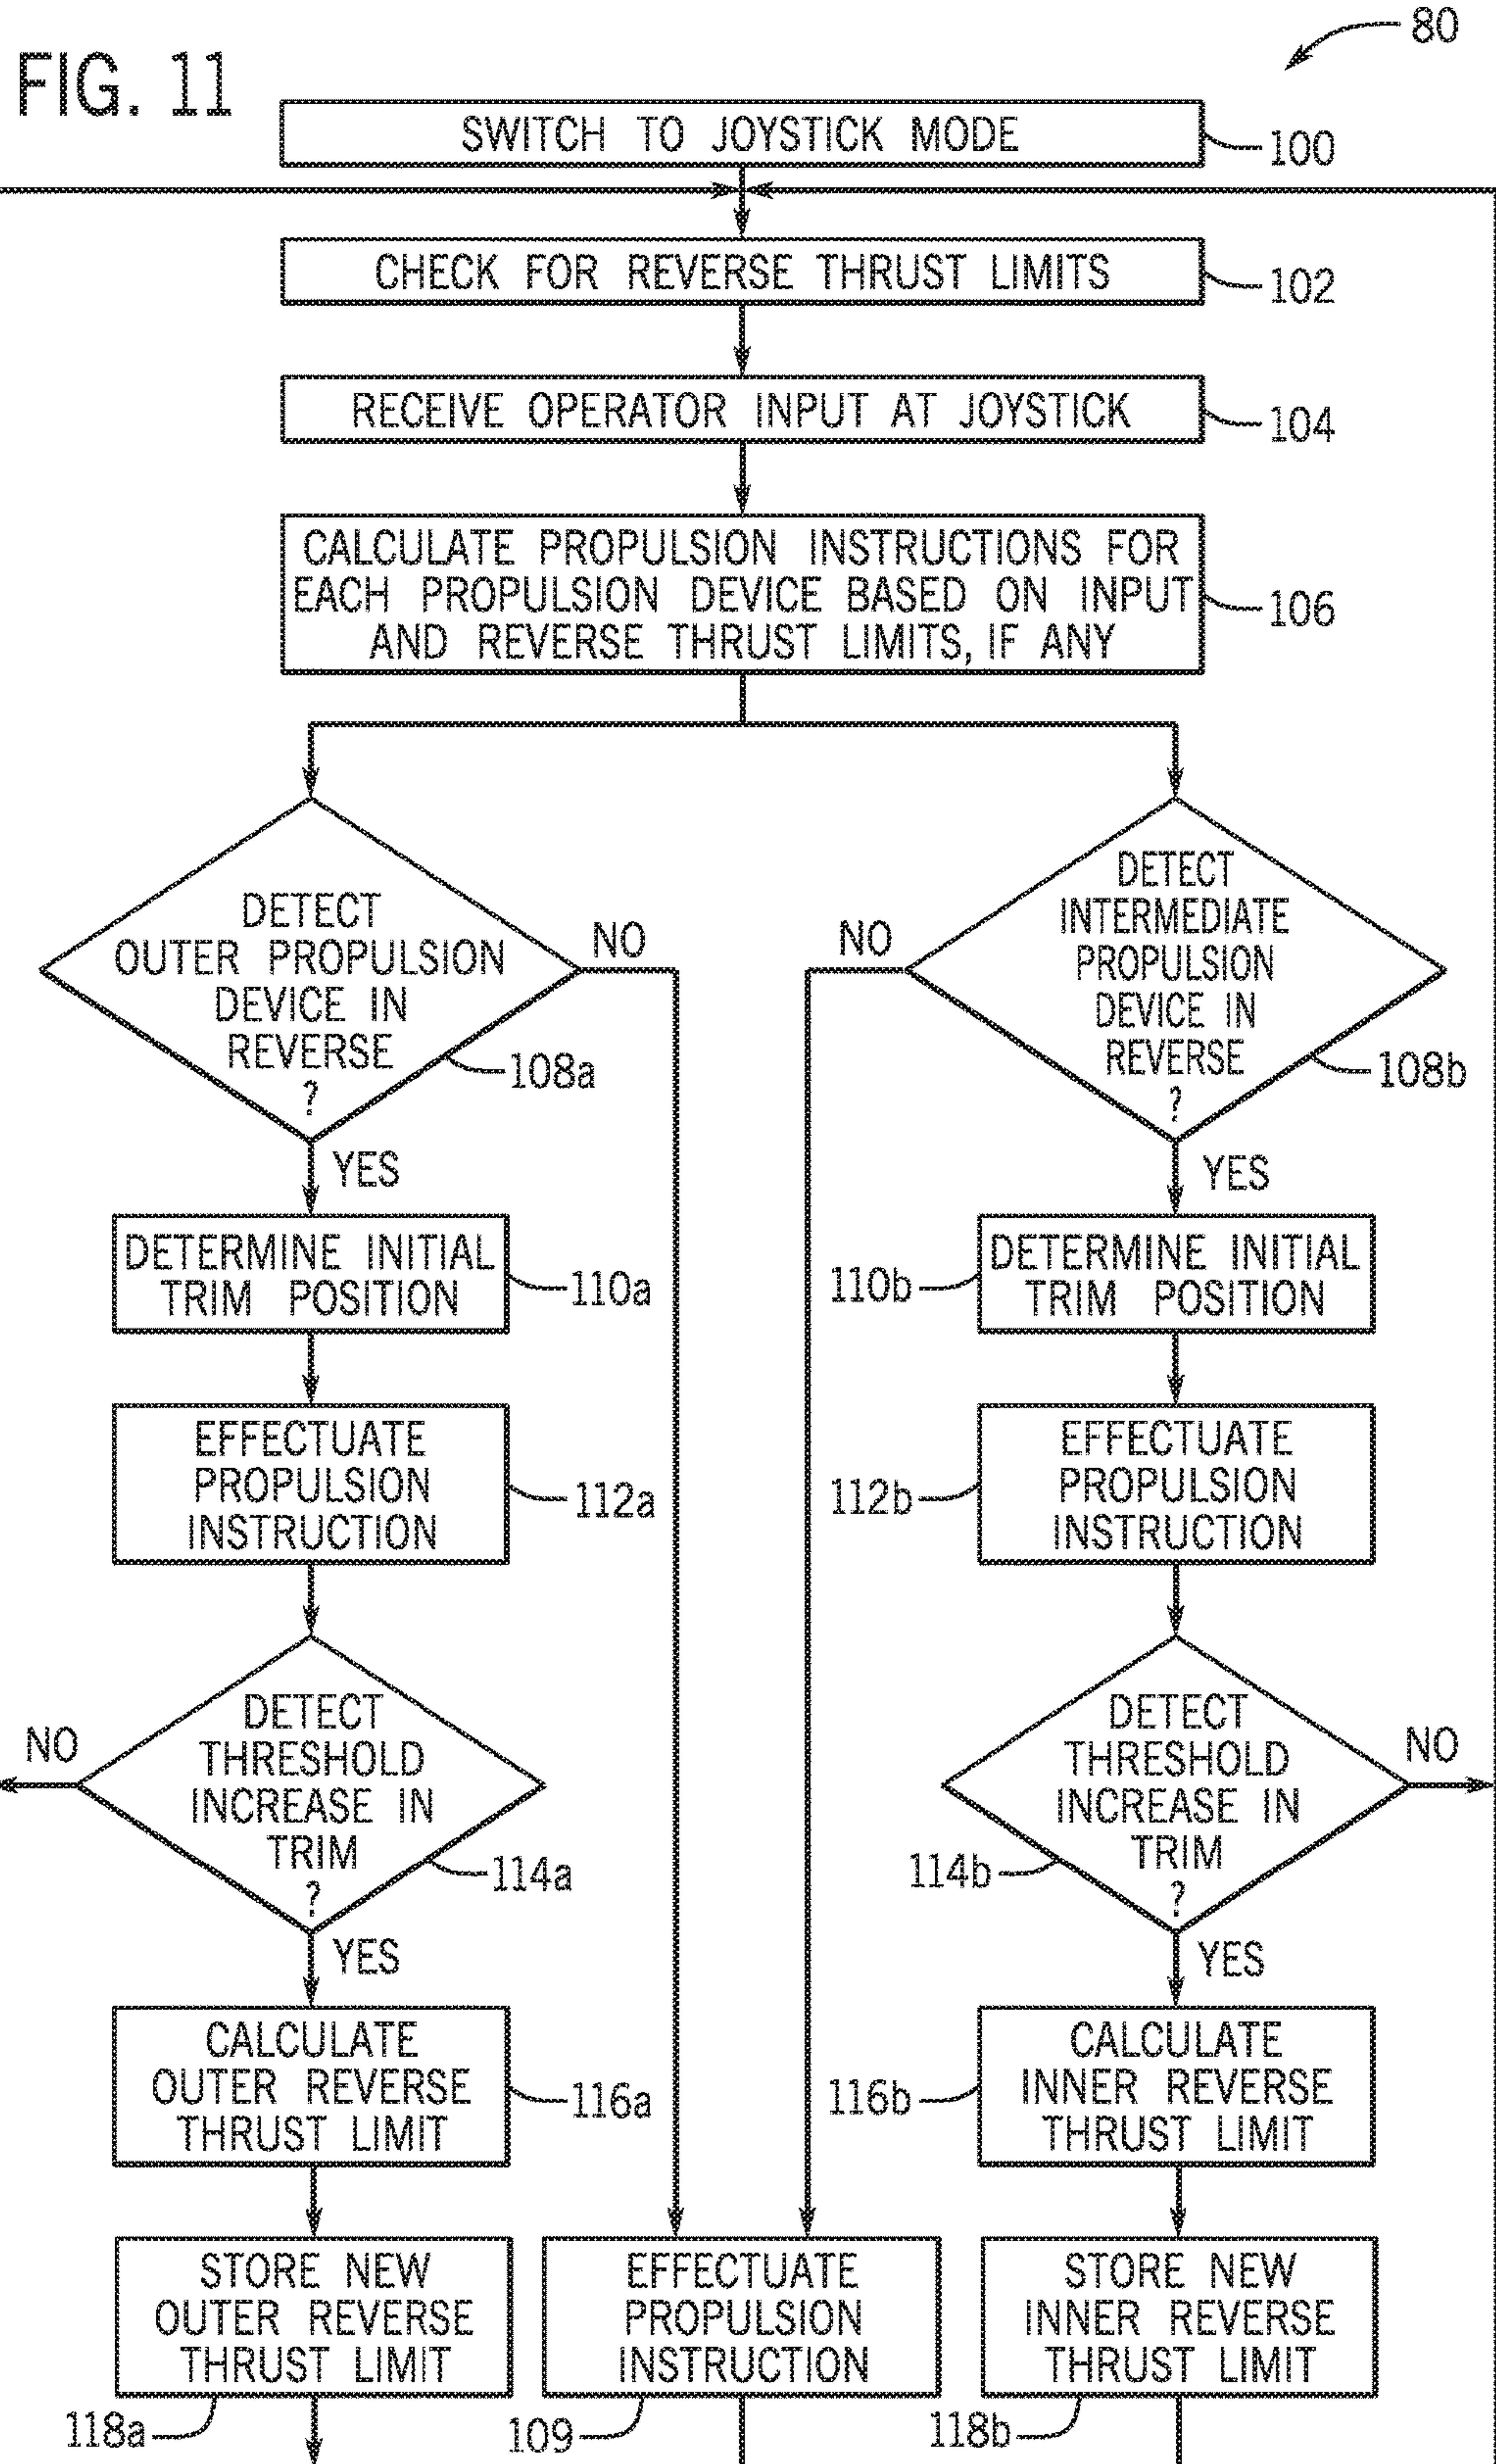 80
FIG. 11
SWITCH TO JOYSTICK MODE
100
CHECK FOR REVERSE THRUST LIMITS
102
RECEIVE OPERATOR INPUT AT JOYSTICK
104
CALCULATE PROPULSION INSTRUCTIONS FOR
EACH PROPULSION DEVICE BASED ON INPUT
AND REVERSE THRUST LIMITS, IF ANY
106
DETECT
OUTER PROPULSION
DEVICE IN
REVERSE
?
108a
NO
YES
DETECT
INTERMEDIATE
PROPULSION
DEVICE IN
REVERSE
?
108b
NO
YES
DETERMINE INITIAL
TRIM POSITION
110a
110b
DETERMINE INITIAL
TRIM POSITION
EFFECTUATE
PROPULSION
INSTRUCTION
112a
112b
EFFECTUATE
PROPULSION
INSTRUCTION
NO
DETECT
THRESHOLD
INCREASE IN
TRIM
?
114a
YES
DETECT
THRESHOLD
INCREASE IN
TRIM
?
114b
NO
YES
CALCULATE
OUTER REVERSE
THRUST LIMIT
116a
116b
CALCULATE
INNER REVERSE
THRUST LIMIT
STORE NEW
OUTER REVERSE
THRUST LIMIT
118a
EFFECTUATE
PROPULSION
INSTRUCTION
109
STORE NEW
INNER REVERSE
THRUST LIMIT
118b